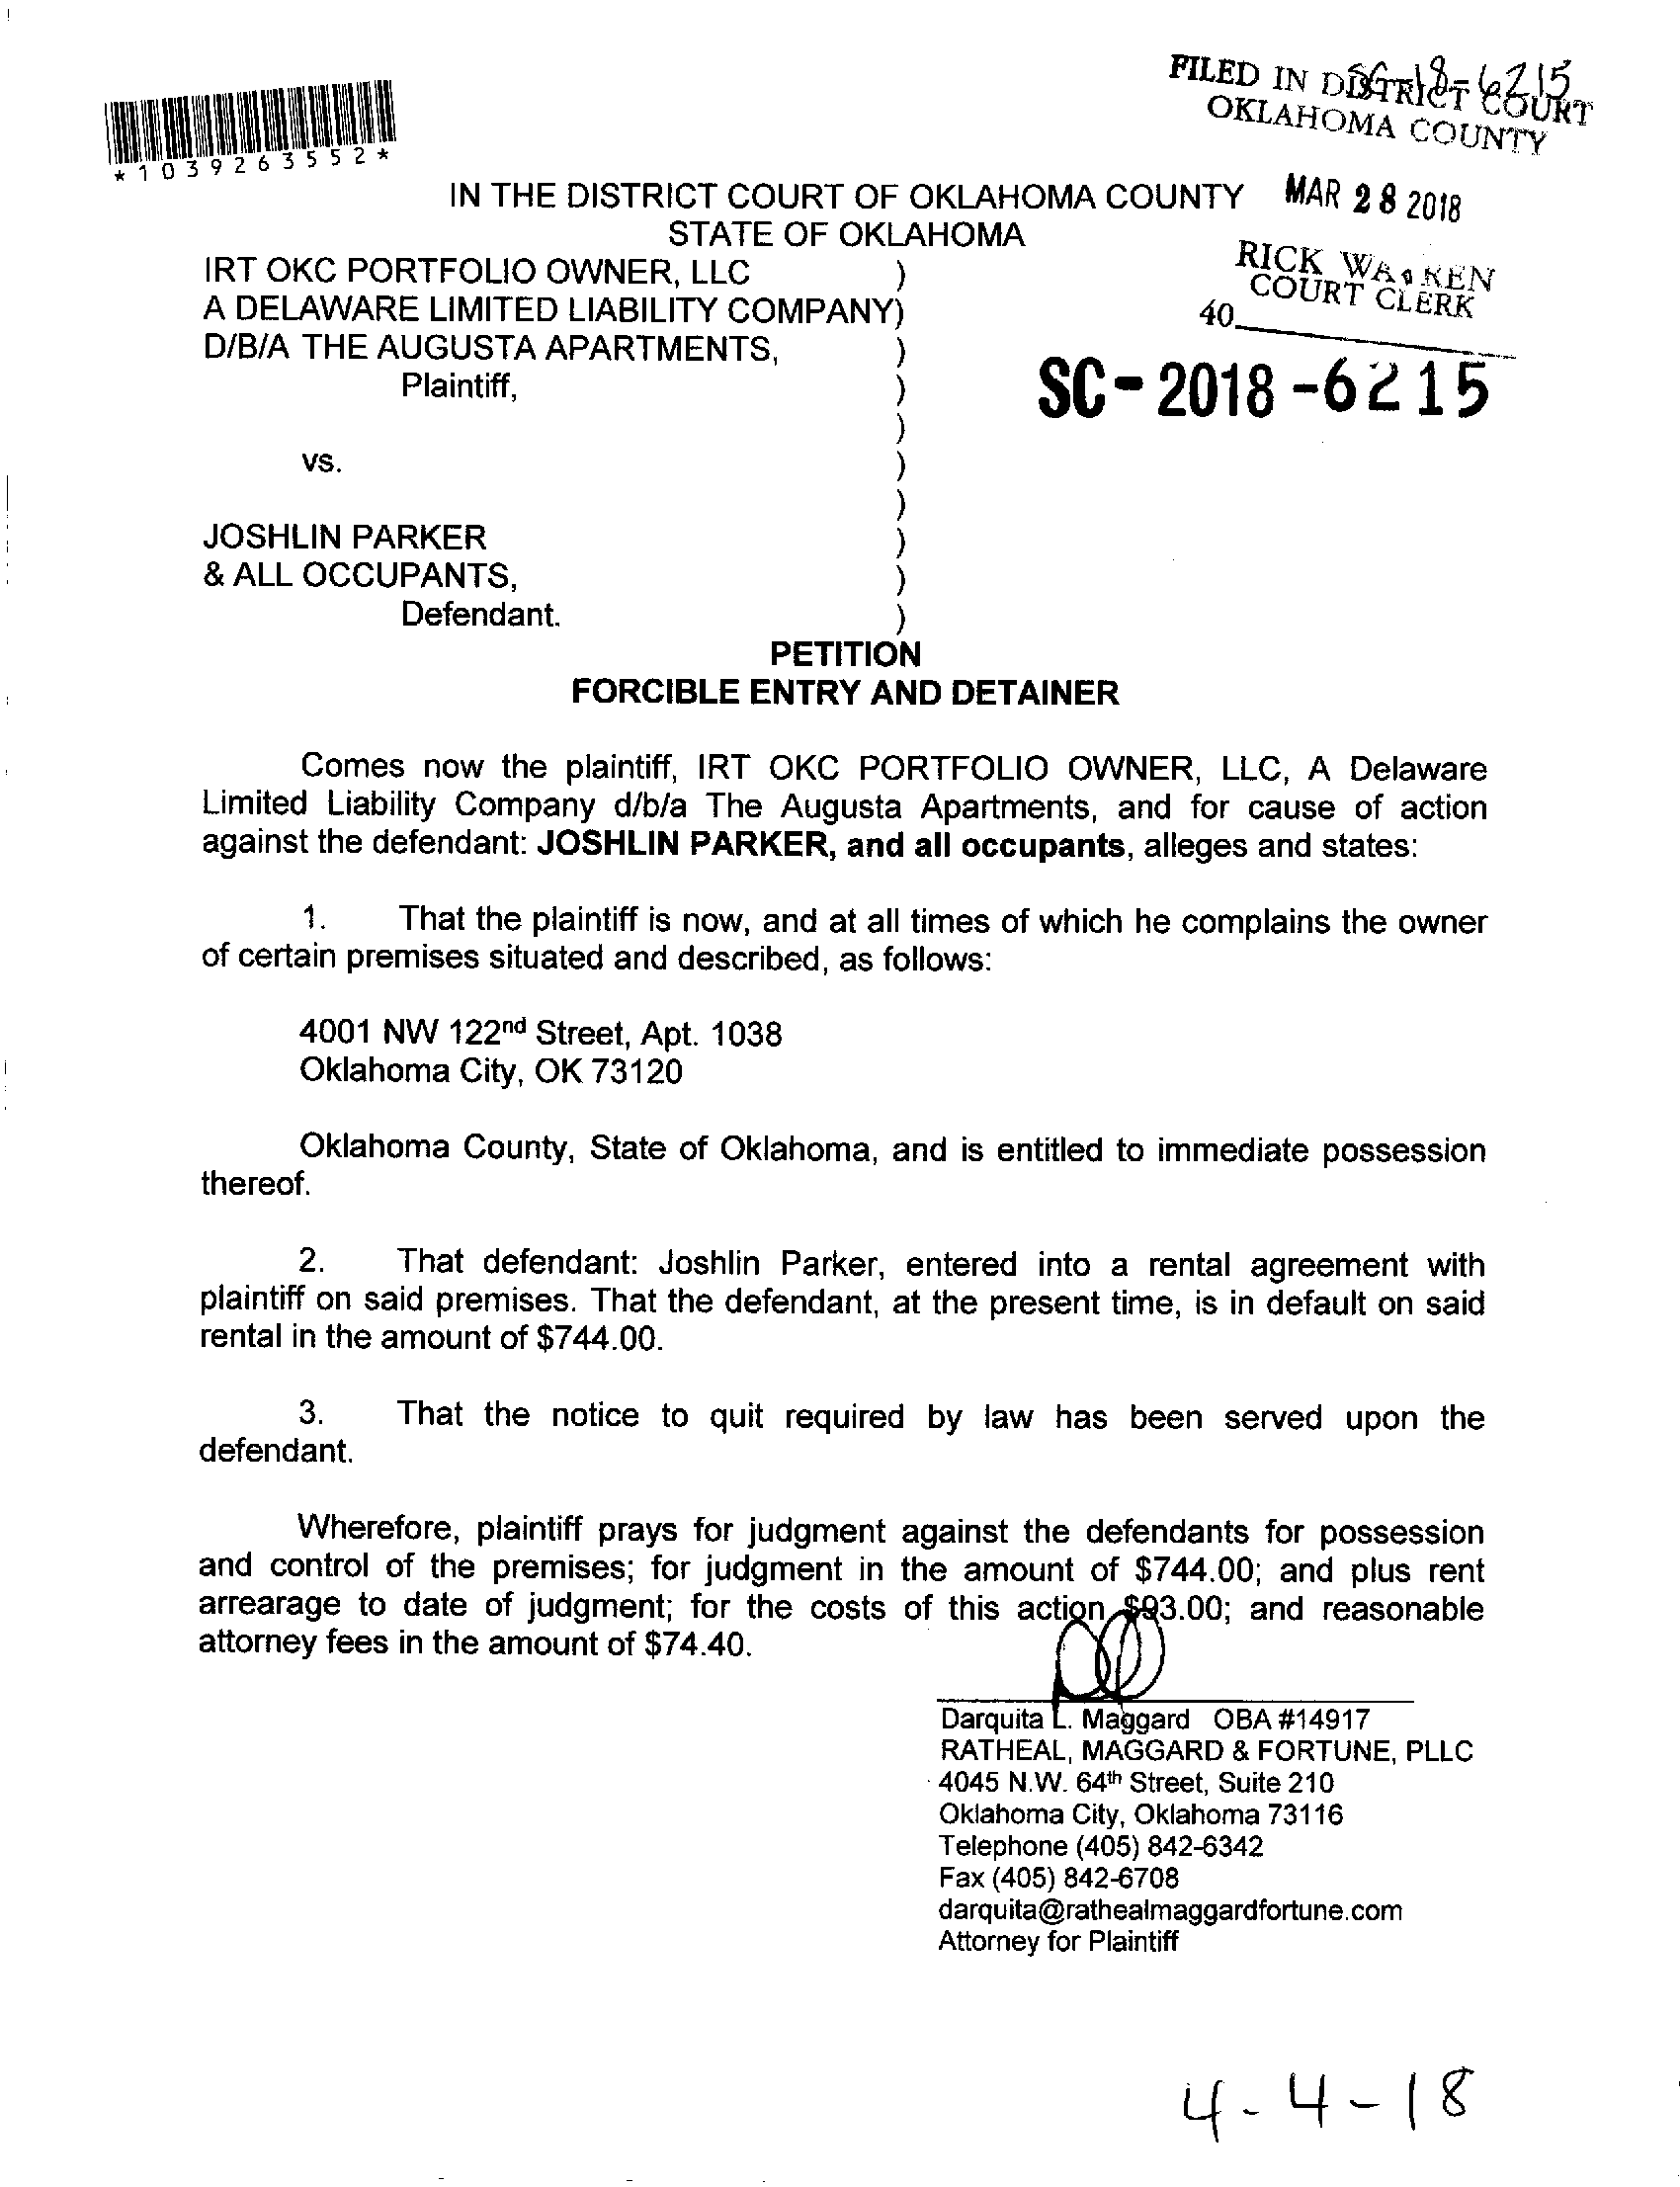 *1039263552*
SC-18-6215
FILED IN DISTRICT COURT
OKLAHOMA COUNTY
MAR 28 2018
RICK WARREN
COURT CLERK
40
SC-2018-6215
IN THE DISTRICT COURT OF OKLAHOMA COUNTY
STATE OF OKLAHOMA
IRT OKC PORTFOLIO OWNER, LLC )
A DELAWARE LIMITED LIABILITY COMPANY)
D/B/A THE AUGUSTA APARTMENTS, )
Plaintiff, )
)
vs. )
)
JOSHLIN PARKER )
& ALL OCCUPANTS, )
Defendant. )
PETITION
FORCIBLE ENTRY AND DETAINER
Comes now the plaintiff, IRT OKC PORTFOLIO OWNER, LLC, A Delaware
Limited Liability Company d/b/a The Augusta Apartments, and for cause of action
against the defendant: JOSHLIN PARKER, and all occupants, alleges and states:
1. That the plaintiff is now, and at all times of which he complains the owner
of certain premises situated and described, as follows:
4001 NW 122nd Street, Apt. 1038
Oklahoma City, OK 73120
Oklahoma County, State of Oklahoma, and is entitled to immediate possession
thereof.
2. That defendant: Joshlin Parker, entered into a rental agreement with
plaintiff on said premises. That the defendant, at the present time, is in default on said
rental in the amount of $744.00.
3. That the notice to quit required by law has been served upon the
defendant.
Wherefore, plaintiff prays for judgment against the defendants for possession
and control of the premises; for judgment in the amount of $744.00; and plus rent
arrearage to date of judgment; for the costs of this action $93.00; and reasonable
attorney fees in the amount of $74.40.
Darquita L. Maggard OBA #14917
RATHEAL, MAGGARD & FORTUNE, PLLC
4045 N.W. 64th Street, Suite 210
Oklahoma City, Oklahoma 73116
Telephone (405) 842-6342
Fax (405) 842-6708
darquita@rathealmaggardfortune.com
Attorney for Plaintiff
4-4-18